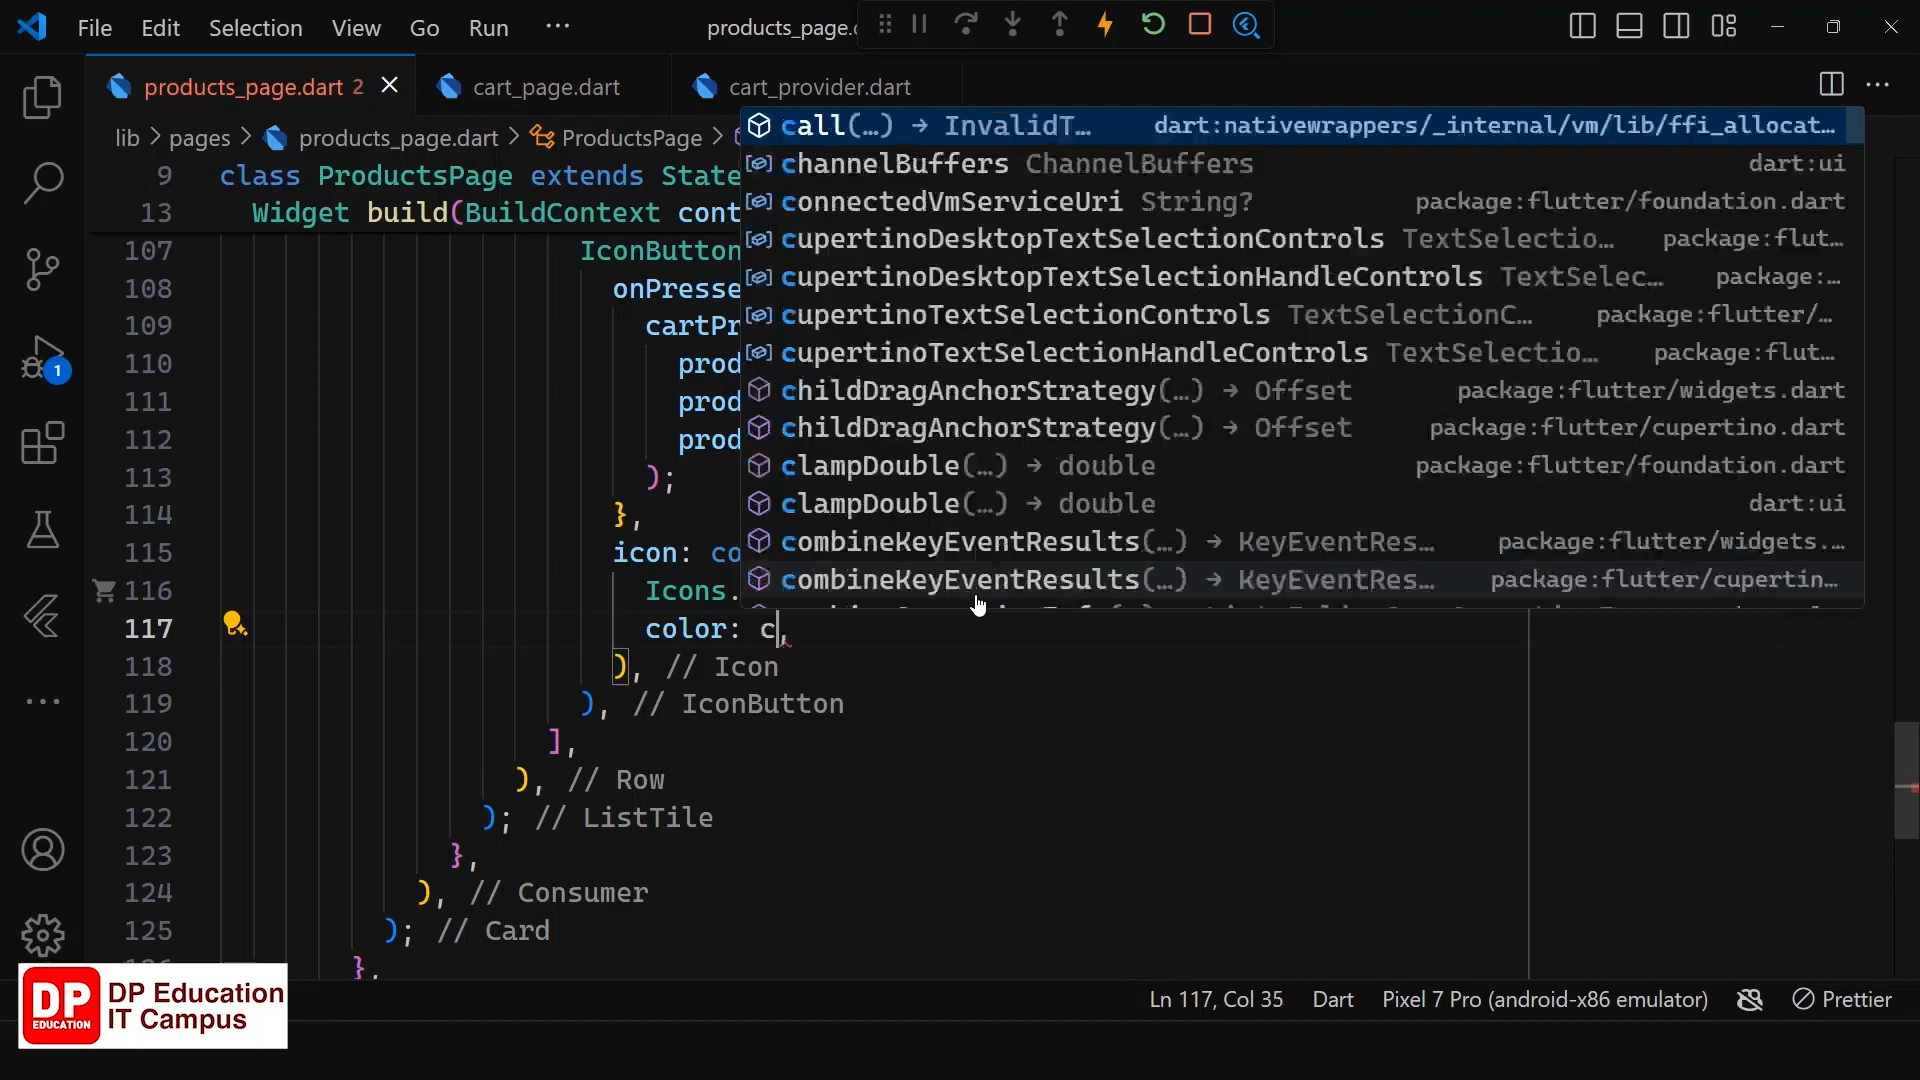 File Edit Selection View Go Run ··· products_page.
products_page.dart 2 cart_page.dart cart_provider.dart
lib > pages > products_page.dart > ProductsPage >
9 class ProductsPage extends State
13 Widget build(BuildContext cont
107 IconButton
108 onPresse
109 cartPr
110 prod
111 prod
112 prod
113 );
114 },
115 icon: co
116 Icons.
117 color: c,
118 ), // Icon
119 ), // IconButton
120 ],
121 ), // Row
122 ); // ListTile
123 },
124 ), // Consumer
125 ); // Card
},
call(…) → InvalidT… dart:nativewrappers/_internal/vm/lib/ffi_allocat…
channelBuffers ChannelBuffers dart:ui
connectedVmServiceUri String? package:flutter/foundation.dart
cupertinoDesktopTextSelectionControls TextSelectio… package:flut…
cupertinoDesktopTextSelectionHandleControls TextSelec… package:…
cupertinoTextSelectionControls TextSelectionC… package:flutter/…
cupertinoTextSelectionHandleControls TextSelectio… package:flut…
childDragAnchorStrategy(…) → Offset package:flutter/widgets.dart
childDragAnchorStrategy(…) → Offset package:flutter/cupertino.dart
clampDouble(…) → double package:flutter/foundation.dart
clampDouble(…) → double dart:ui
combineKeyEventResults(…) → KeyEventRes… package:flutter/widgets.…
combineKeyEventResults(…) → KeyEventRes… package:flutter/cupertin…
1
DP EDUCATION
DP Education
IT Campus
Ln 117, Col 35 Dart Pixel 7 Pro (android-x86 emulator) Prettier